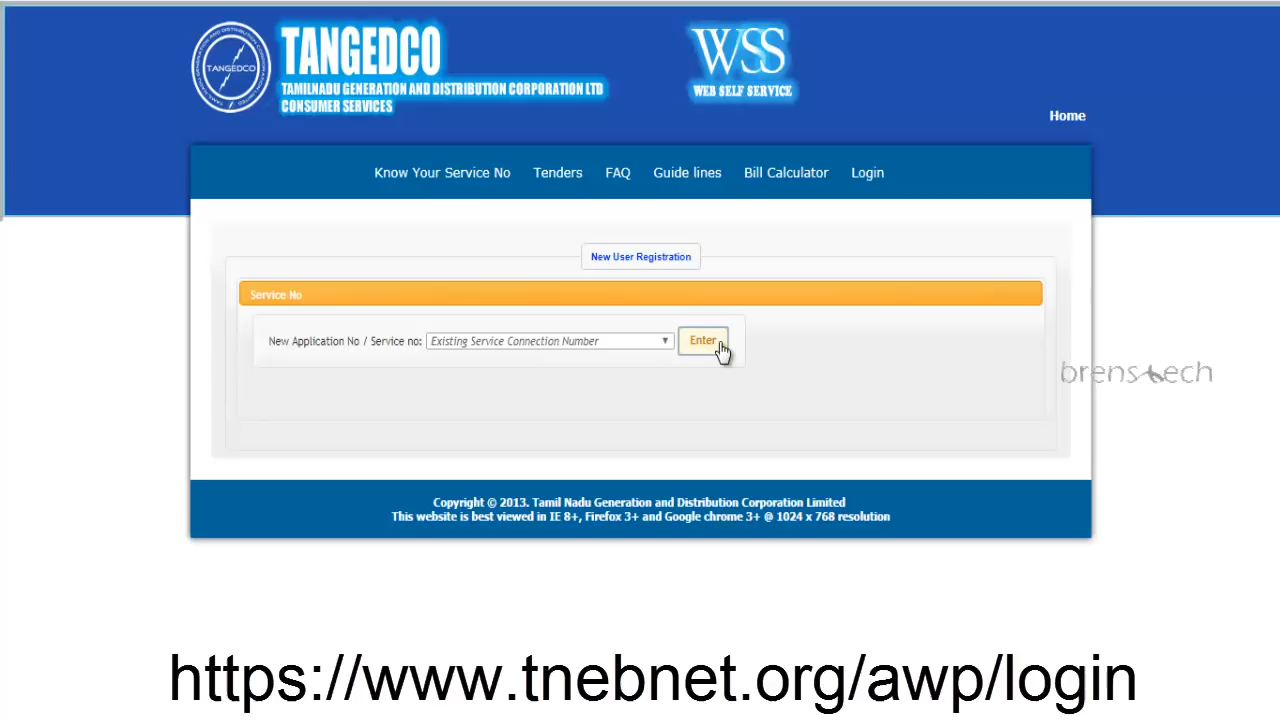 TANGEDCO
TANGEDCO
TAMILNADU GENERATION AND DISTRIBUTION CORPORATION LTD
CONSUMER SERVICES
WSS
WEB SELF SERVICE
Home
Know Your Service No Tenders FAQ Guide lines Bill Calculator Login
New User Registration
Service No
New Application No / Service no: Existing Service Connection Number Enter
brenstech
Copyright © 2013. Tamil Nadu Generation and Distribution Corporation Limited
This website is best viewed in IE 8+, Firefox 3+ and Google chrome 3+ @ 1024 x 768 resolution
https://www.tnebnet.org/awp/login